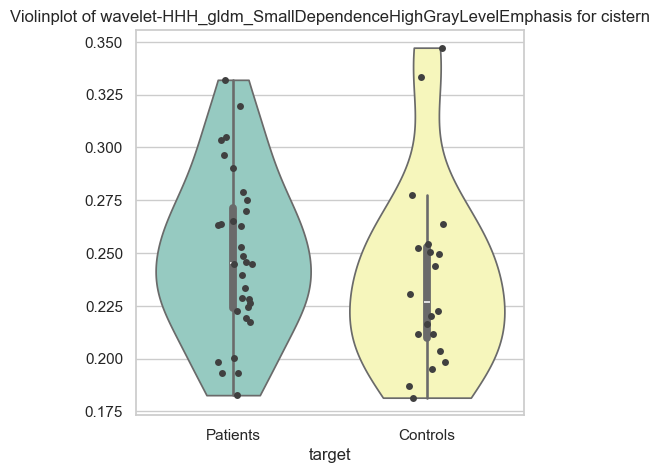 Violinplot of wavelet-HHH_gldm_SmallDependenceHighGrayLevelEmphasis for cistern
0.350
0.325
0.300
0.275
0.250
0.225
0.200
0.175
Patients Controls
target